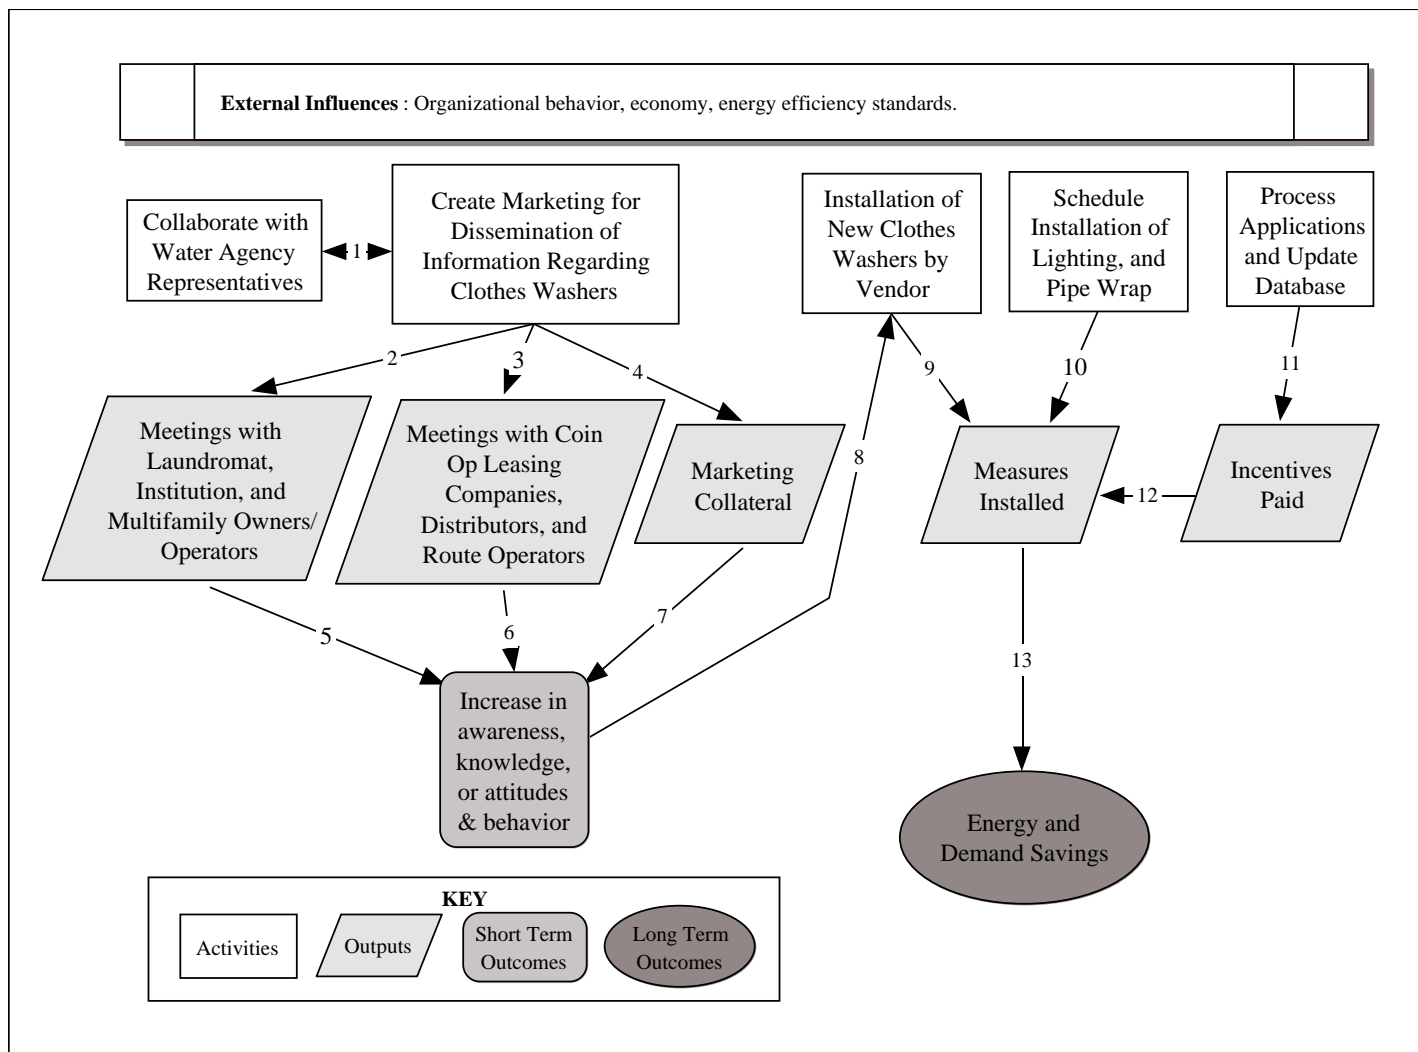 External Influences : Organizational behavior, economy, energy efficiency standards.
Collaborate with
Water Agency
Representatives
1
Create Marketing for
Dissemination of
Information Regarding
Clothes Washers
Installation of
New Clothes
Washers by
Vendor
Schedule
Installation of
Lighting, and
Pipe Wrap
Process
Applications
and Update
Database
2
3
4
9
10
11
Meetings with
Laundromat,
Institution, and
Multifamily Owners/
Operators
Meetings with Coin
Op Leasing
Companies,
Distributors, and
Route Operators
Marketing
Collateral
8
Measures
Installed
12
Incentives
Paid
5
6
7
13
Increase in
awareness,
knowledge,
or attitudes
& behavior
Energy and
Demand Savings
KEY
Activities
Outputs
Short Term
Outcomes
Long Term
Outcomes